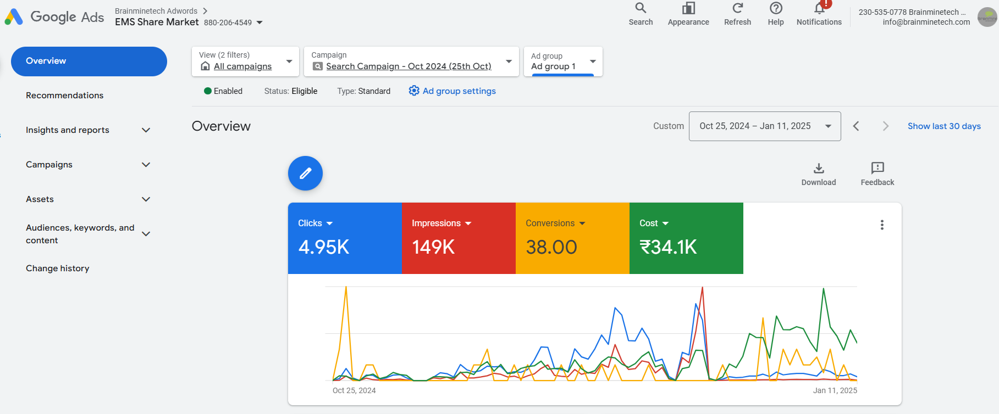 Google Ads
Brainminetech Adwords
EMS Share Market 880-206-4549
Search
Appearance
Refresh
Help
Notifications
!
230-535-0778 Brainminetech ...
info@brainminetech.com
Overview
Recommendations
Insights and reports
Campaigns
Assets
Audiences, keywords, and
content
Change history
View (2 filters)
All campaigns
Campaign
Search Campaign - Oct 2024 (25th Oct)
Ad group
Ad group 1
Enabled
Status: Eligible
Type: Standard
Ad group settings
Overview
Custom
Oct 25, 2024 – Jan 11, 2025
Show last 30 days
Download
Feedback
Clicks
4.95K
Impressions
149K
Conversions
38.00
Cost
₹34.1K
Oct 25, 2024
Jan 11, 2025